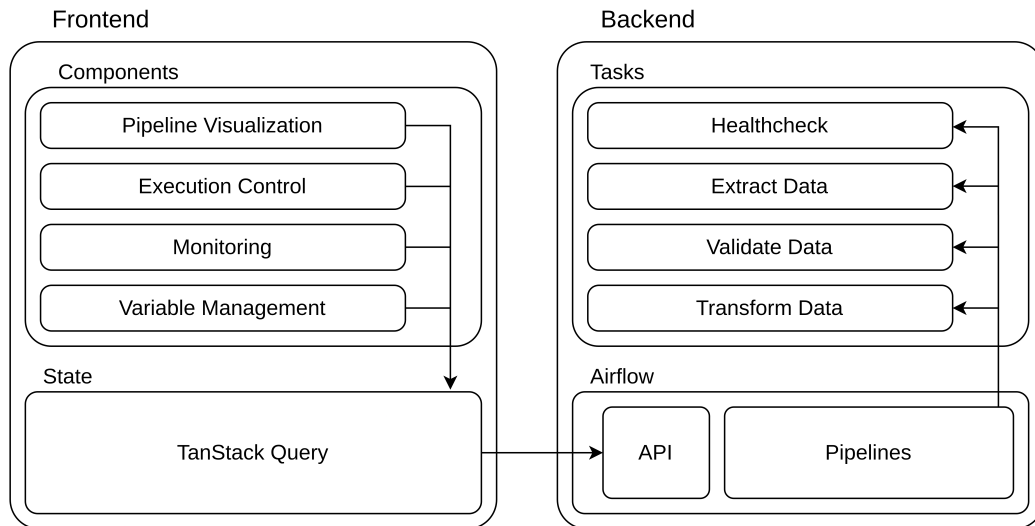 Frontend
Components
Pipeline Visualization
Execution Control
Monitoring
Variable Management
State
TanStack Query
Backend
Tasks
Healthcheck
Extract Data
Validate Data
Transform Data
Airflow
API
Pipelines